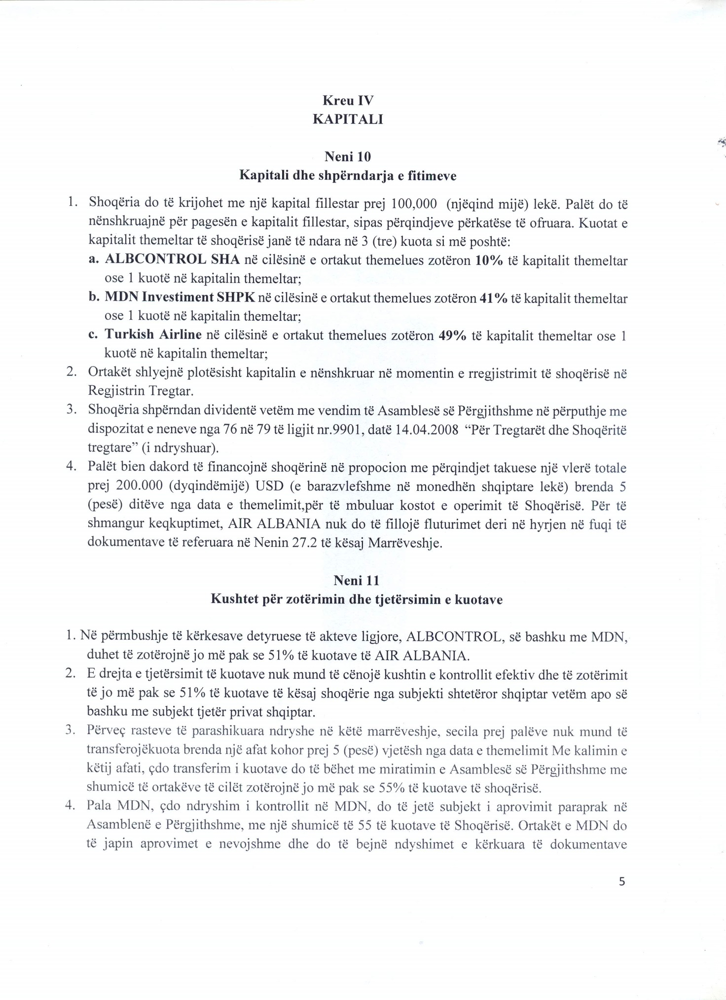 Kreu IV
KAPITALI
Neni 10
Kapitali dhe shpërndarja e fitimeve
1. Shoqëria do të krijohet me një kapital fillestar prej 100,000 (njëqind mijë) lekë. Palët do të
nënshkruajnë për pagesën e kapitalit fillestar, sipas përqindjeve përkatëse të ofruara. Kuotat e
kapitalit themeltar të shoqërisë janë të ndara në 3 (tre) kuota si më poshtë:
a. ALBCONTROL SHA në cilësinë e ortakut themelues zotëron 10% të kapitalit themeltar
ose 1 kuotë në kapitalin themeltar;
b. MDN Investiment SHPK në cilësinë e ortakut themelues zotëron 41% të kapitalit themeltar
ose 1 kuotë në kapitalin themeltar;
c. Turkish Airline në cilësinë e ortakut themelues zotëron 49% të kapitalit themeltar ose 1
kuotë në kapitalin themeltar;
2. Ortakët shlyejnë plotësisht kapitalin e nënshkruar në momentin e rregjistrimit të shoqërisë në
Regjistrin Tregtar.
3. Shoqëria shpërndan dividentë vetëm me vendim të Asamblesë së Përgjithshme në përputhje me
dispozitat e neneve nga 76 në 79 të ligjit nr.9901, datë 14.04.2008 “Për Tregtarët dhe Shoqëritë
tregtare” (i ndryshuar).
4. Palët bien dakord të financojnë shoqërinë në propocion me përqindjet takuese një vlerë totale
prej 200.000 (dyqindëmijë) USD (e barazvlefshme në monedhën shqiptare lekë) brenda 5
(pesë) ditëve nga data e themelimit,për të mbuluar kostot e operimit të Shoqërisë. Për të
shmangur keqkuptimet, AIR ALBANIA nuk do të fillojë fluturimet deri në hyrjen në fuqi të
dokumentave të referuara në Nenin 27.2 të kësaj Marrëveshje.
Neni 11
Kushtet për zotërimin dhe tjetërsimin e kuotave
1. Në përmbushje të kërkesave detyruese të akteve ligjore, ALBCONTROL, së bashku me MDN,
duhet të zotërojnë jo më pak se 51% të kuotave të AIR ALBANIA.
2. E drejta e tjetërsimit të kuotave nuk mund të cënojë kushtin e kontrollit efektiv dhe të zotërimit
të jo më pak se 51% të kuotave të kësaj shoqërie nga subjekti shtetëror shqiptar vetëm apo së
bashku me subjekt tjetër privat shqiptar.
3. Përveç rasteve të parashikuara ndryshe në këtë marrëveshje, secila prej palëve nuk mund të
transferojëkuota brenda një afat kohor prej 5 (pesë) vjetësh nga data e themelimit Me kalimin e
këtij afati, çdo transferim i kuotave do të bëhet me miratimin e Asamblesë së Përgjithshme me
shumicë të ortakëve të cilët zotërojnë jo më pak se 55% të kuotave të shoqërisë.
4. Pala MDN, çdo ndryshim i kontrollit në MDN, do të jetë subjekt i aprovimit paraprak në
Asamblenë e Përgjithshme, me një shumicë të 55 të kuotave të Shoqërisë. Ortakët e MDN do
të japin aprovimet e nevojshme dhe do të bejnë ndyshimet e kërkuara të dokumentave
5